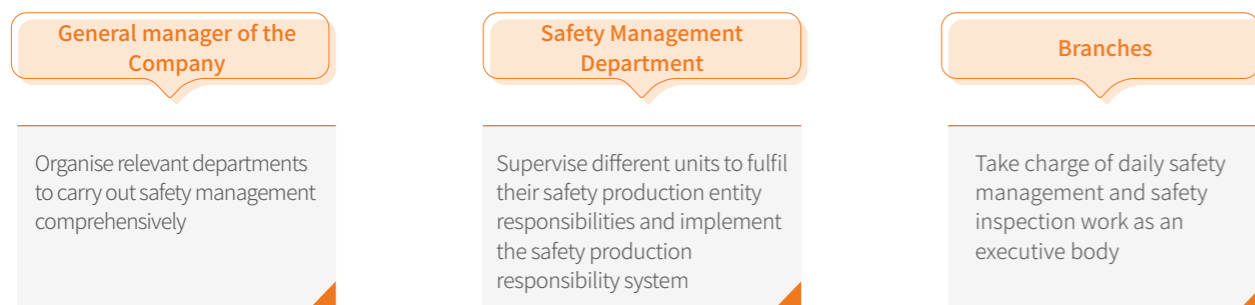 General manager of the
Company
Organise relevant departments
to carry out safety management
comprehensively
Safety Management
Department
Supervise different units to fulfil
their safety production entity
responsibilities and implement
the safety production
responsibility system
Branches
Take charge of daily safety
management and safety
inspection work as an
executive body